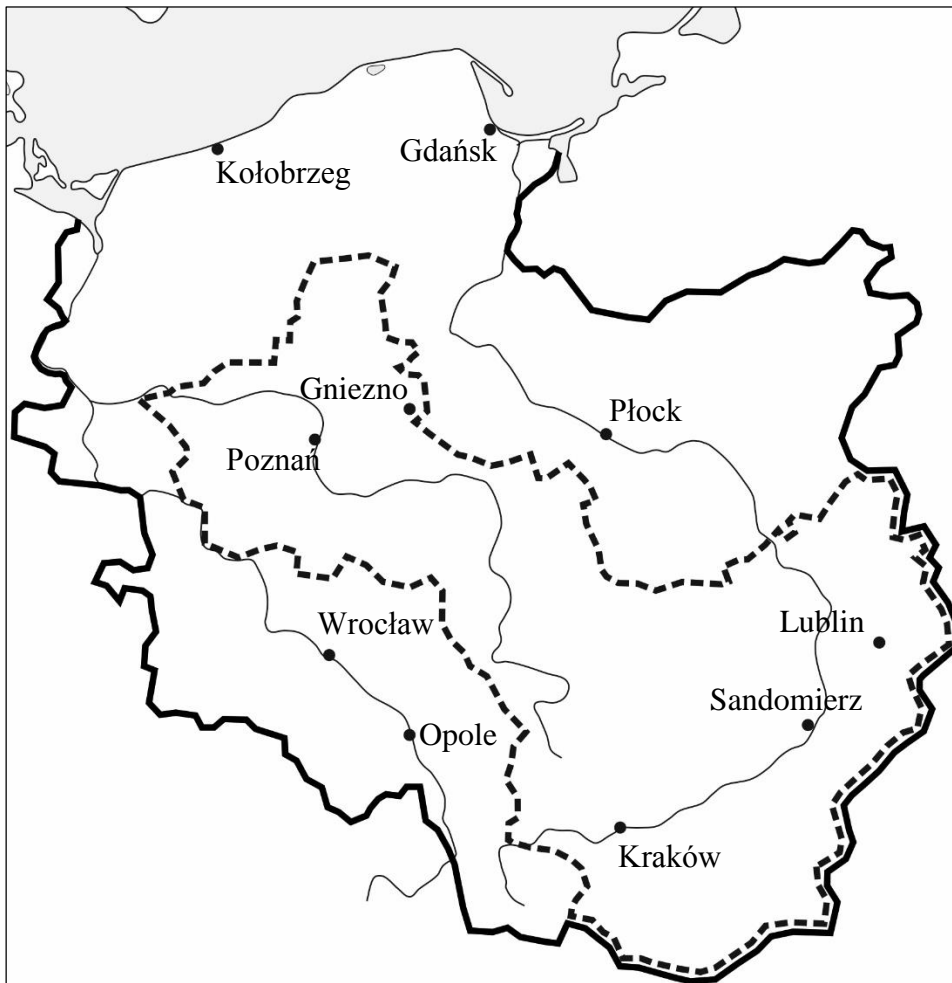 Gdańsk
Kołobrzeg
Gniezno
Płock
Poznań
Wrocław
Lublin
Sandomierz
Opole
Kraków